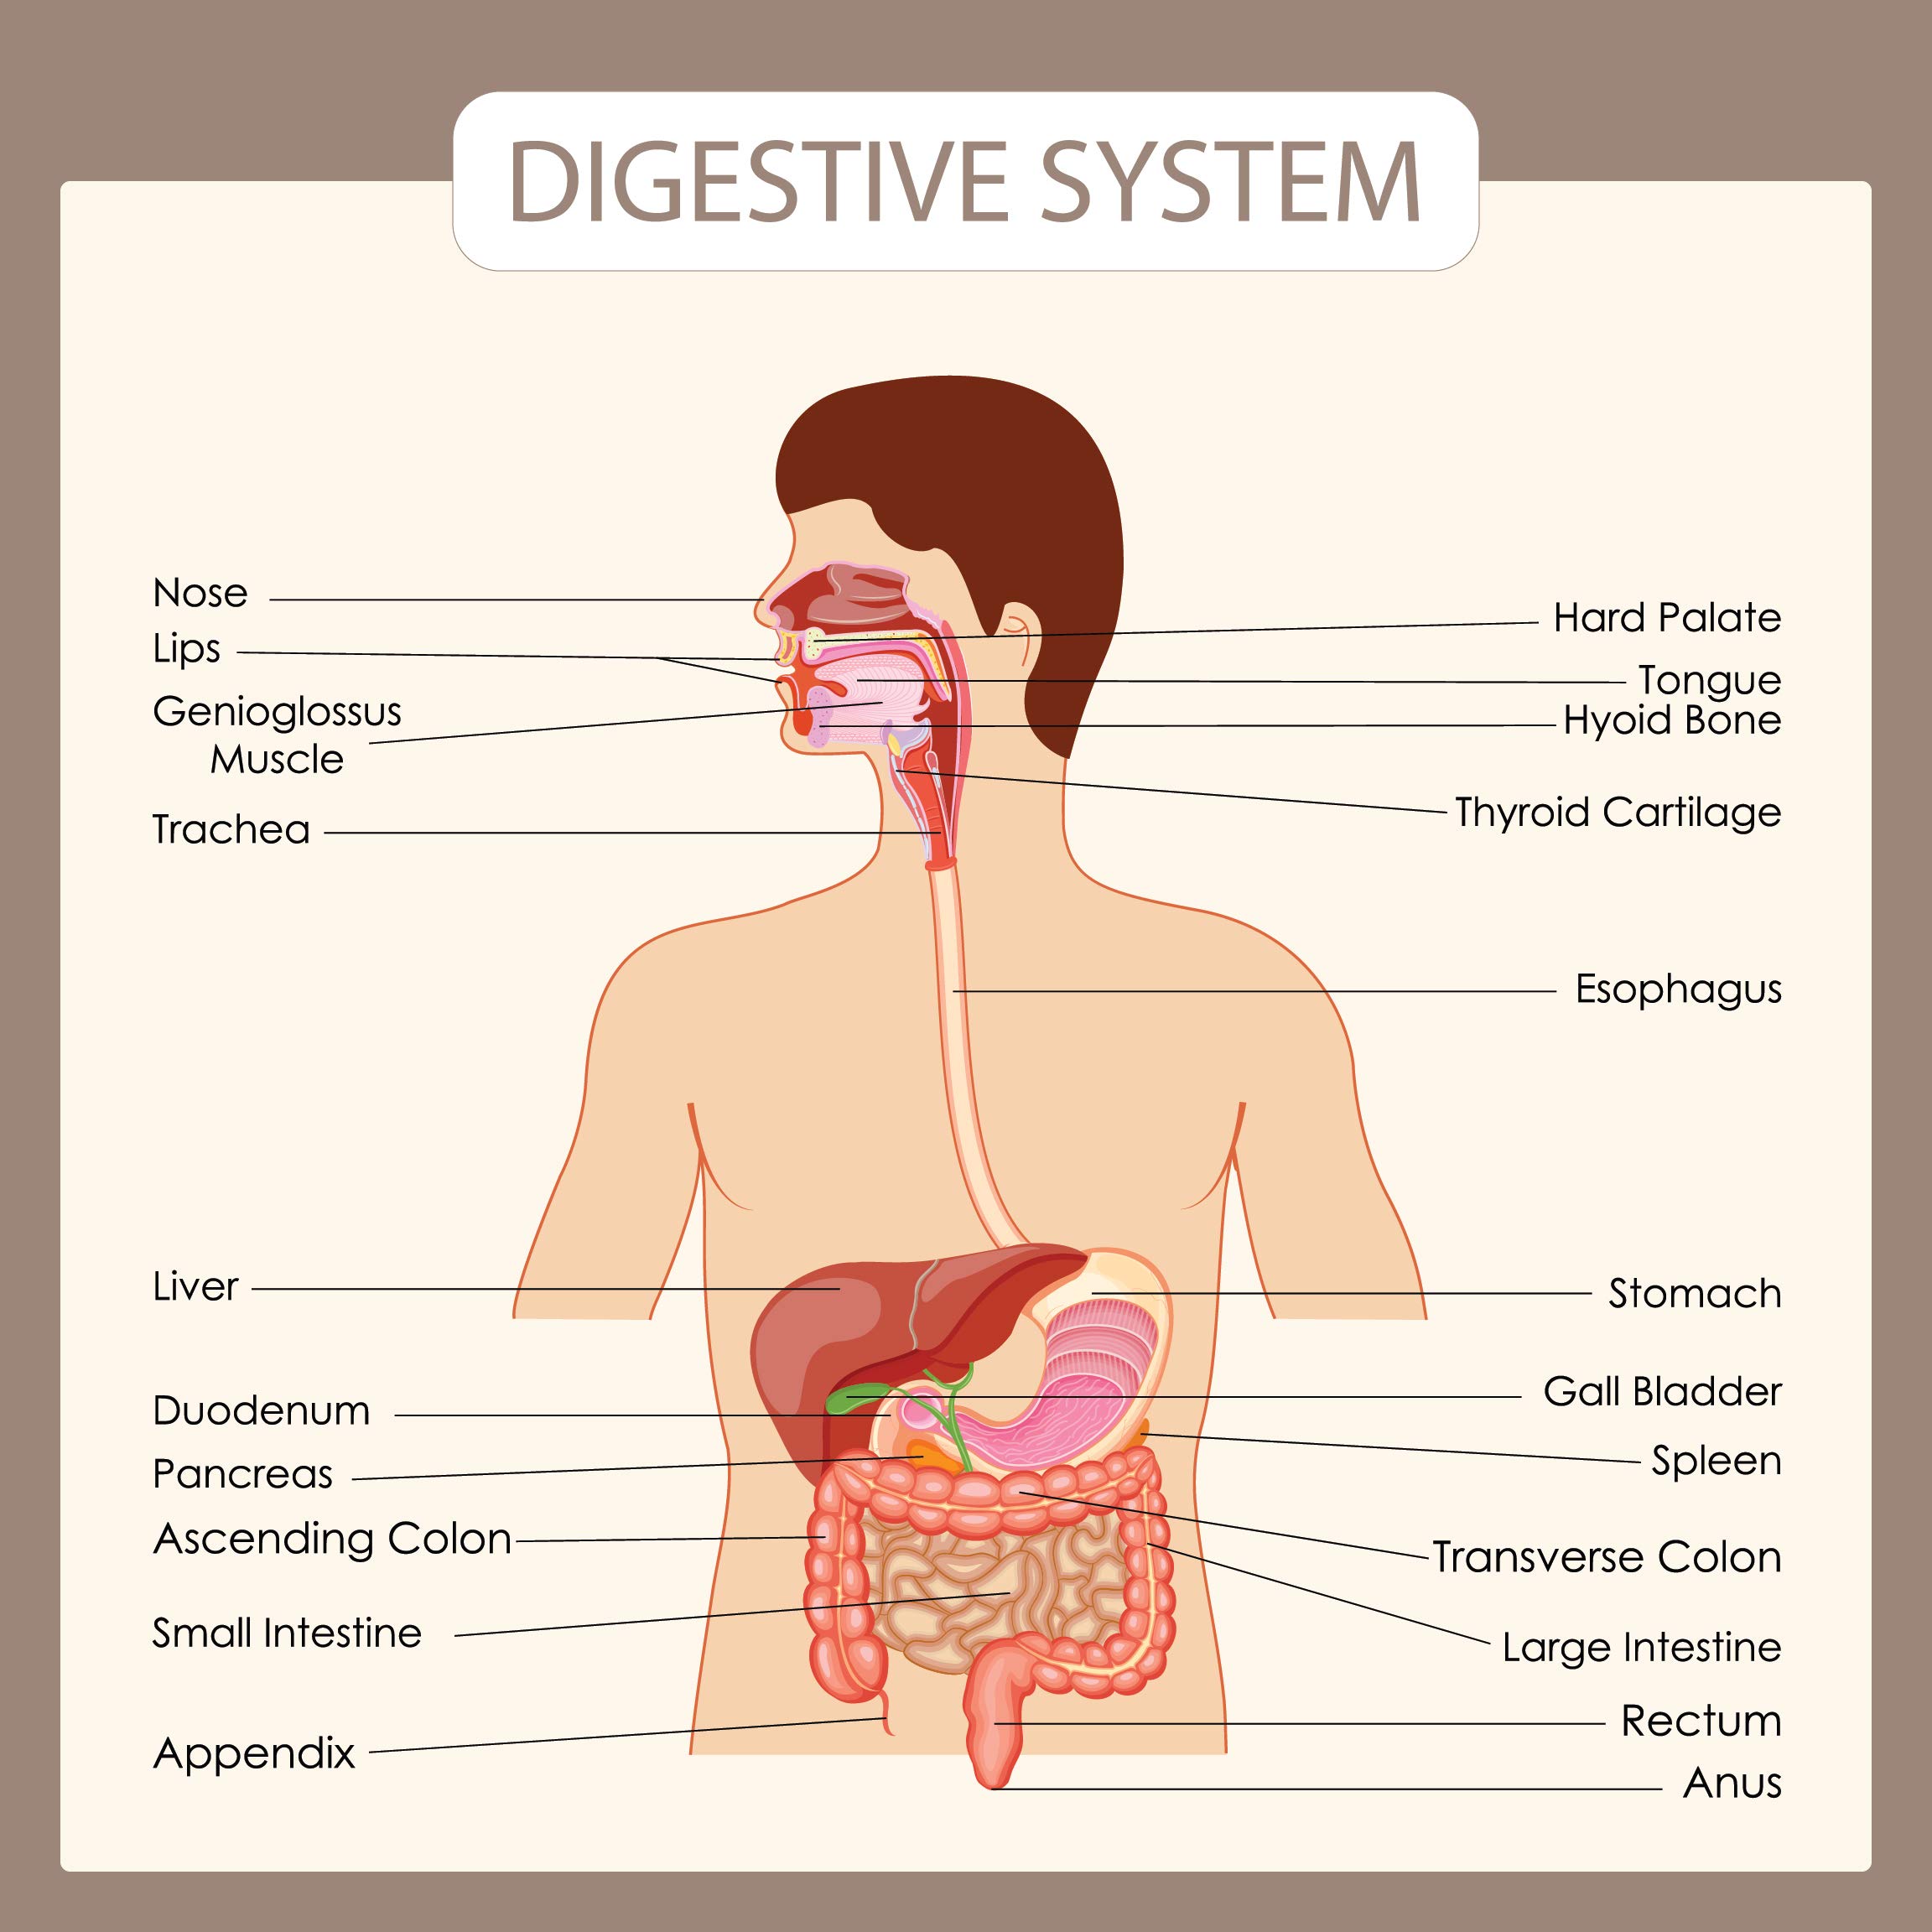 DIGESTIVE SYSTEM
Nose
Lips
Genioglossus
Muscle
Trachea
Liver
Duodenum
Pancreas
Ascending Colon
Small Intestine
Appendix
Hard Palate
Tongue
Hyoid Bone
Thyroid Cartilage
Esophagus
Stomach
Gall Bladder
Spleen
Transverse Colon
Large Intestine
Rectum
Anus